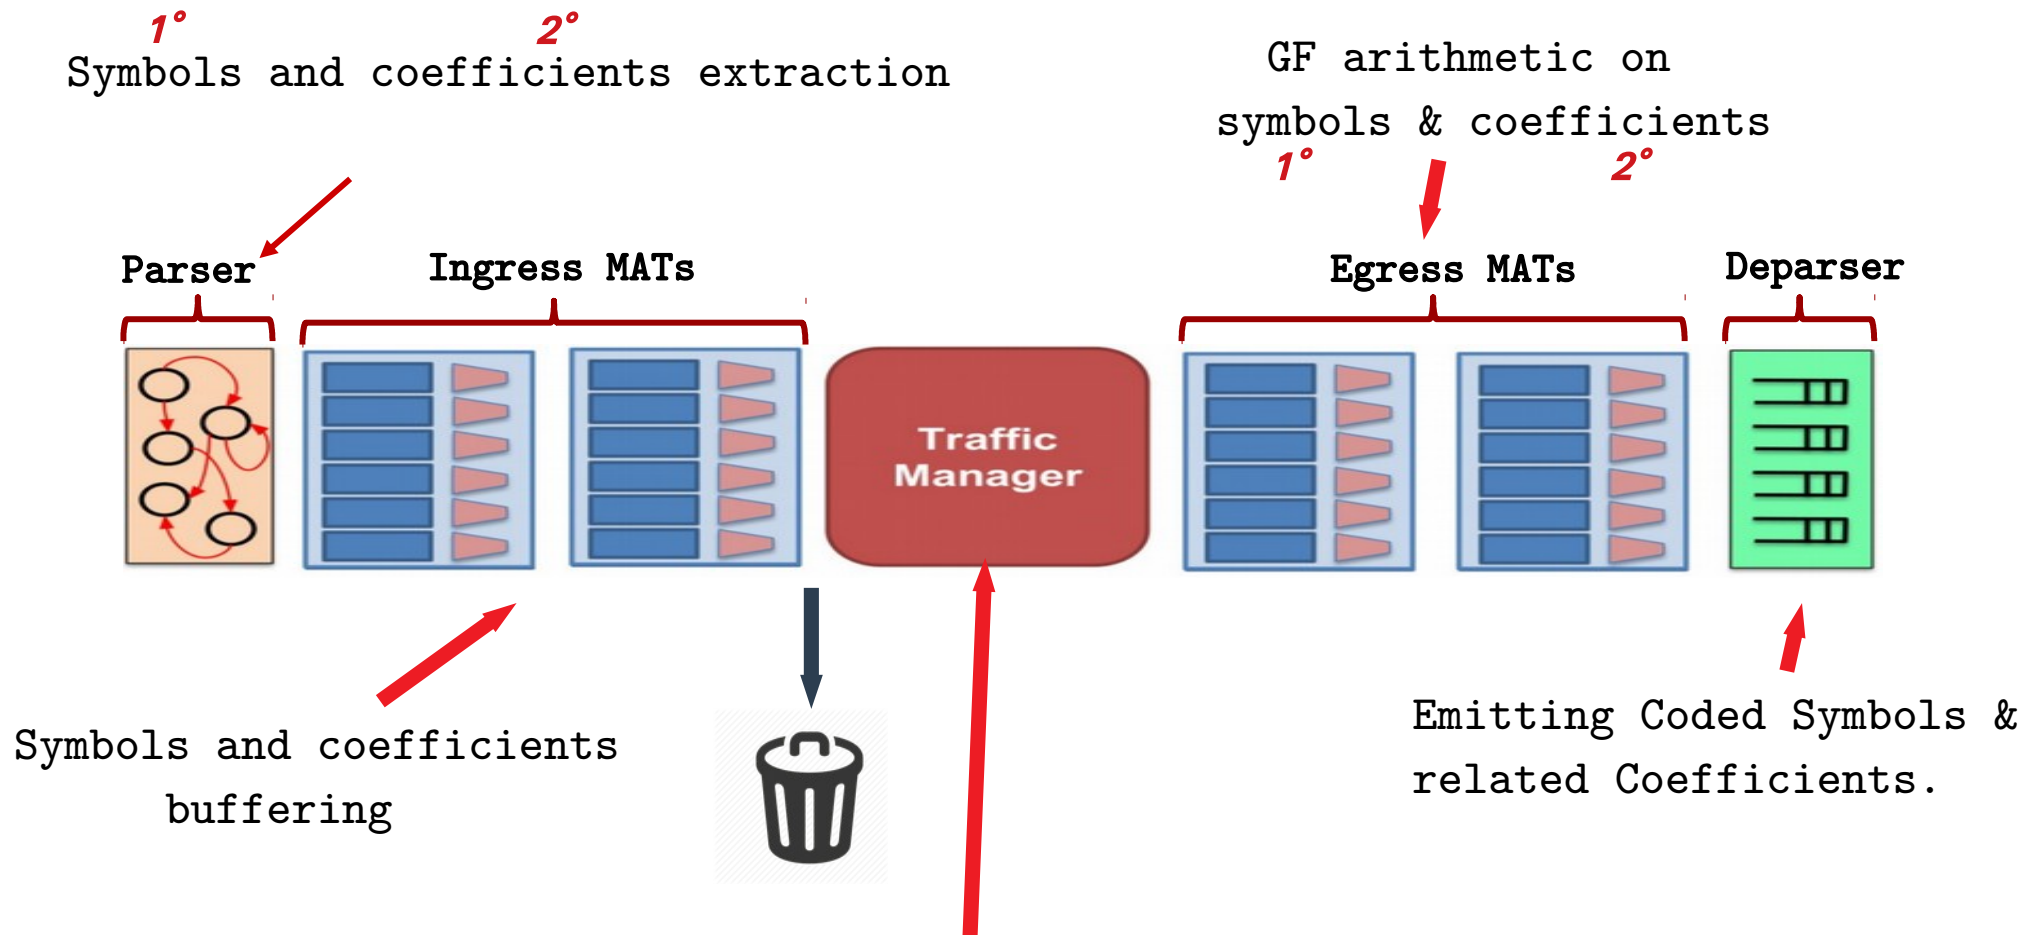 1° 2°
Symbols and coefficients extraction
GF arithmetic on
symbols & coefficients
1° 2°
Parser
Ingress MATs
Egress MATs
Deparser
Traffic
Manager
Symbols and coefficients
buffering
Emitting Coded Symbols &
related Coefficients.